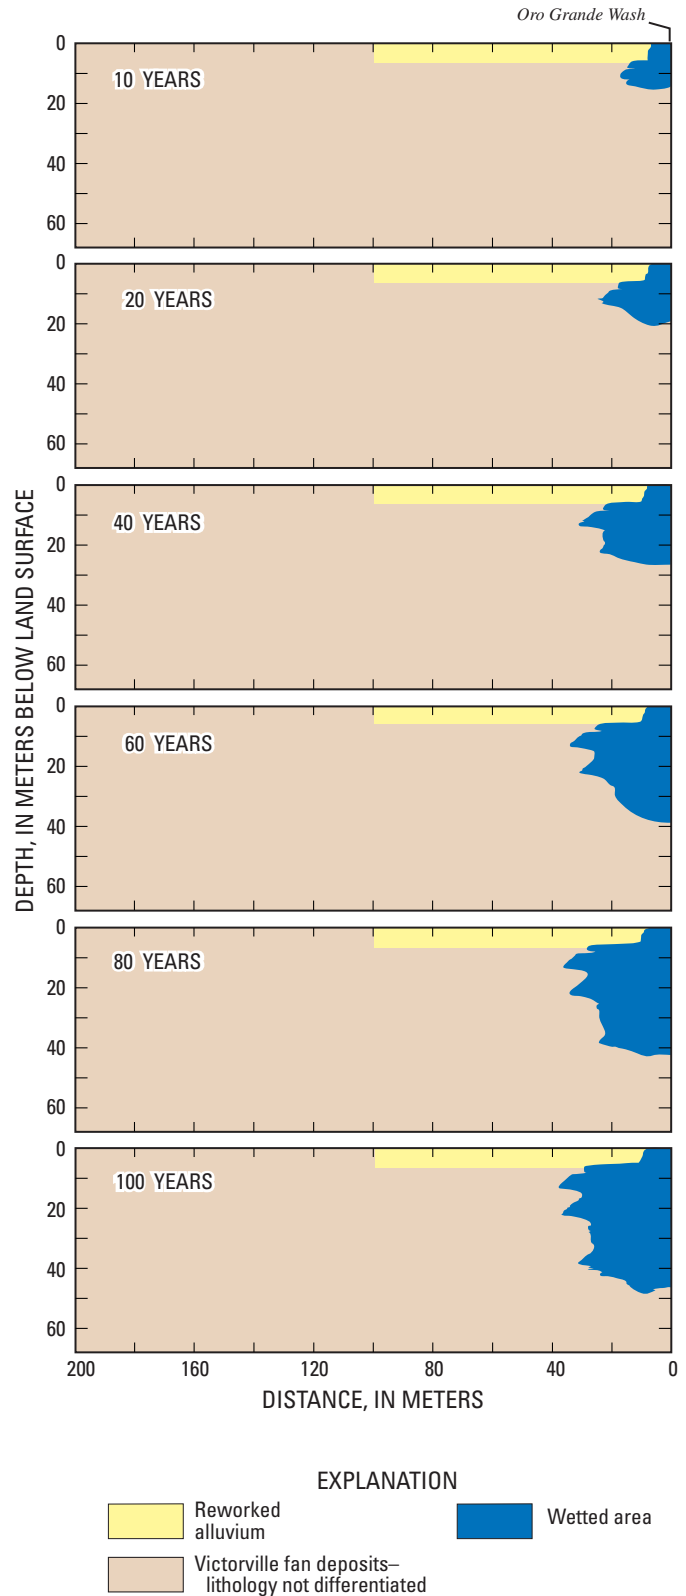 Oro Grande Wash
0
10 YEARS
20
40
60
0
20 YEARS
20
40
60
0
40 YEARS
20
40
60
0
60 YEARS
20
40
60
0
80 YEARS
20
40
60
0
100 YEARS
20
40
60
DEPTH, IN METERS BELOW LAND SURFACE
200 160 120 80 40 0
DISTANCE, IN METERS
EXPLANATION
Reworked
alluvium
Wetted area
Victorville fan deposits–
lithology not differentiated